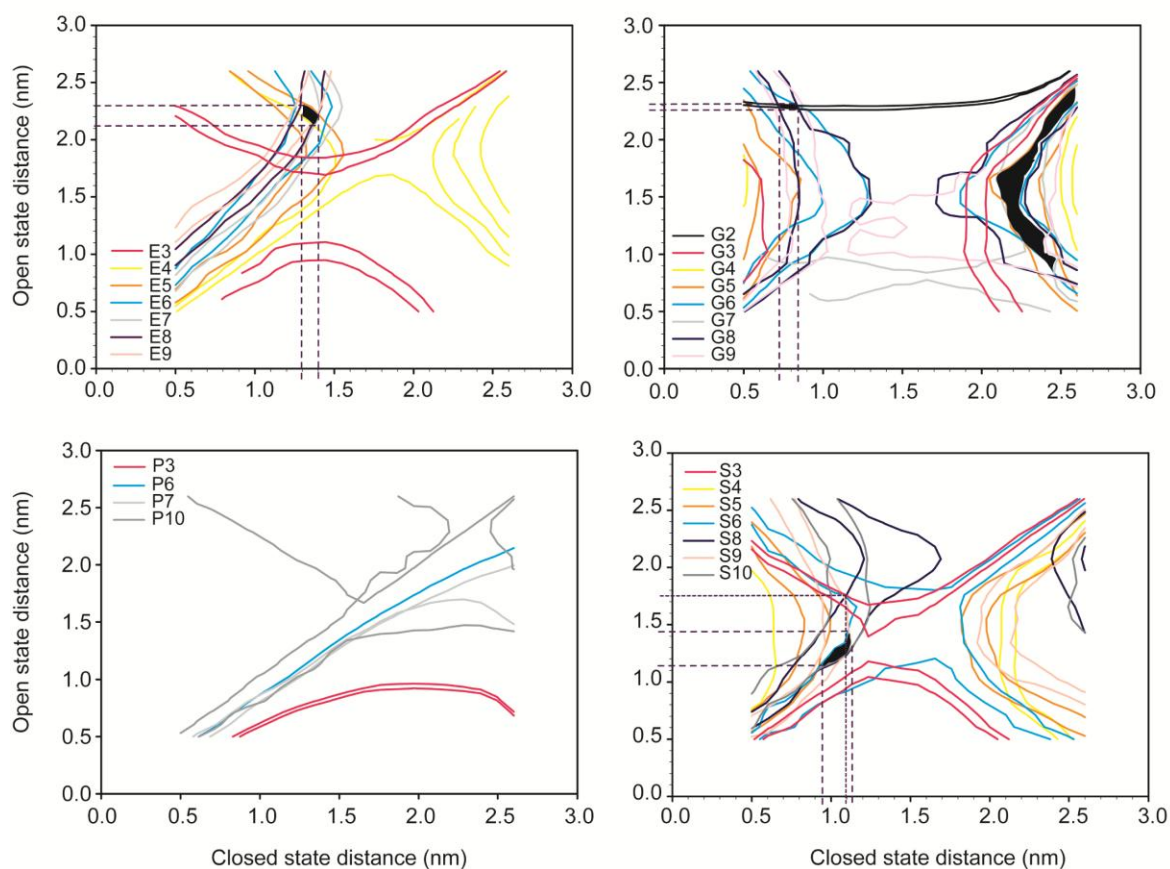 Open state distance (nm)
3.0
2.5
2.0
1.5
1.0
0.5
0.0
E3
E4
E5
E6
E7
E8
E9
0.0 0.5 1.0 1.5 2.0 2.5 3.0
3.0
2.5
2.0
1.5
1.0
0.5
0.0
G2
G3
G4
G5
G6
G7
G8
G9
0.0 0.5 1.0 1.5 2.0 2.5 3.0
Open state distance (nm)
3.0
2.5
2.0
1.5
1.0
0.5
0.0
P3
P6
P7
P10
0.0 0.5 1.0 1.5 2.0 2.5 3.0
Closed state distance (nm)
3.0
2.5
2.0
1.5
1.0
0.5
0.0
S3
S4
S5
S6
S8
S9
S10
0.0 0.5 1.0 1.5 2.0 2.5 3.0
Closed state distance (nm)